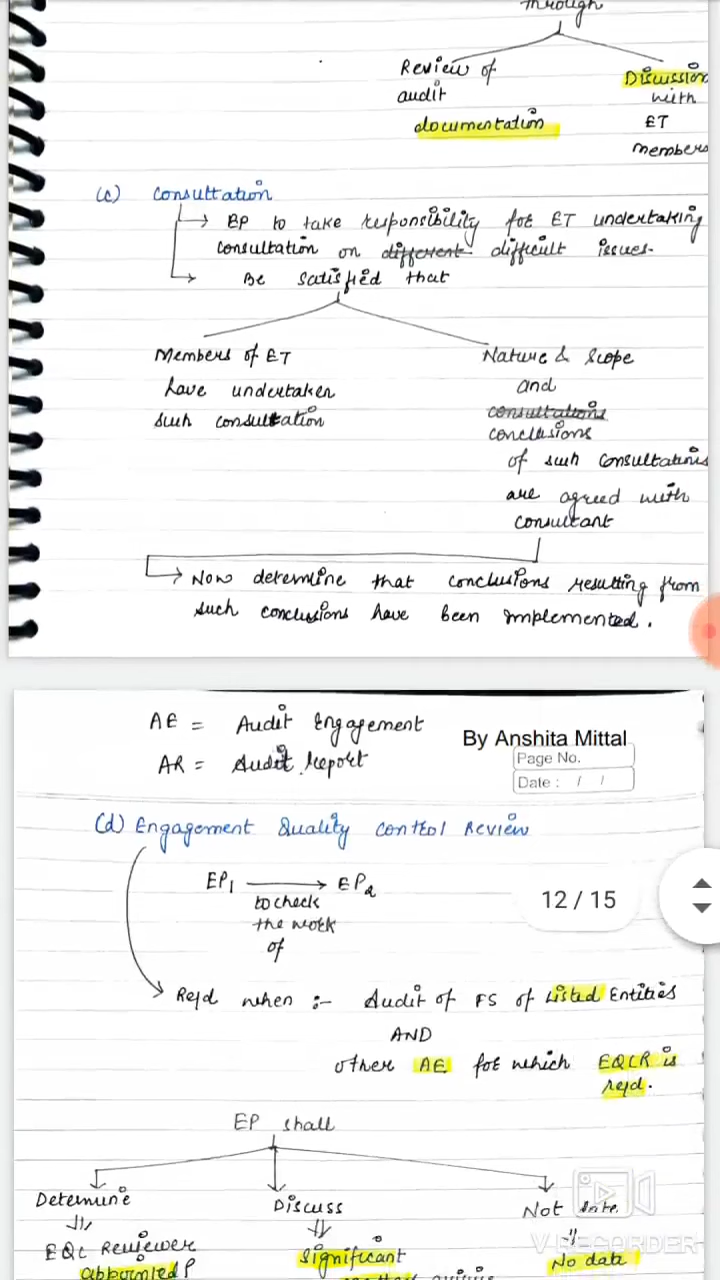 through
Review of
audit
documentation
Discussion
with
ET
members
(c) Consultation
→ EP to take responsibility for ET undertaking
consultation on different difficult issues.
→ Be satisfied that
Members of ET
have undertaken
such consultation
Nature & Scope
and
consultations
conclusions
of such consultations
are agreed with
consultant
→ Now determine that conclusions resulting from
such conclusions have been implemented.
AE = Audit Engagement
AR = Audit Report
By Anshita Mittal
Page No.
Date : / /
(d) Engagement Quality Control Review
EP1 → EP2
to check
the work
of
12 / 15
Reqd when :- Audit of FS of Listed Entities
AND
other AE for which EQCR is
reqd.
EP shall
Determine
EQC Reviewer
appointed
Discuss
Significant
Not date
No date
V RECORDER